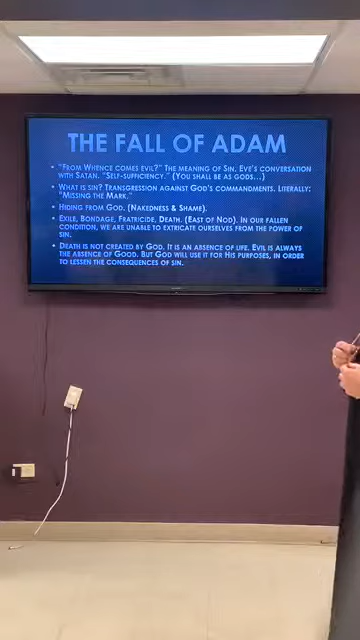 THE FALL OF ADAM
• "From Whence comes evil?" The meaning of Sin. Eve's conversation
with Satan. "Self-sufficiency." (You shall be as gods...)
• What is sin? Transgression against God's commandments. Literally:
"Missing the Mark."
• Hiding from God. (Nakedness & Shame).
• Exile, Bondage, Fratricide, Death. (East of Nod). In our fallen
condition, we are unable to extricate ourselves from the power of
sin.
• Death is not created by God. It is an absence of life. Evil is always
the absence of Good. But God will use it for His purposes, in order
to lessen the consequences of sin.